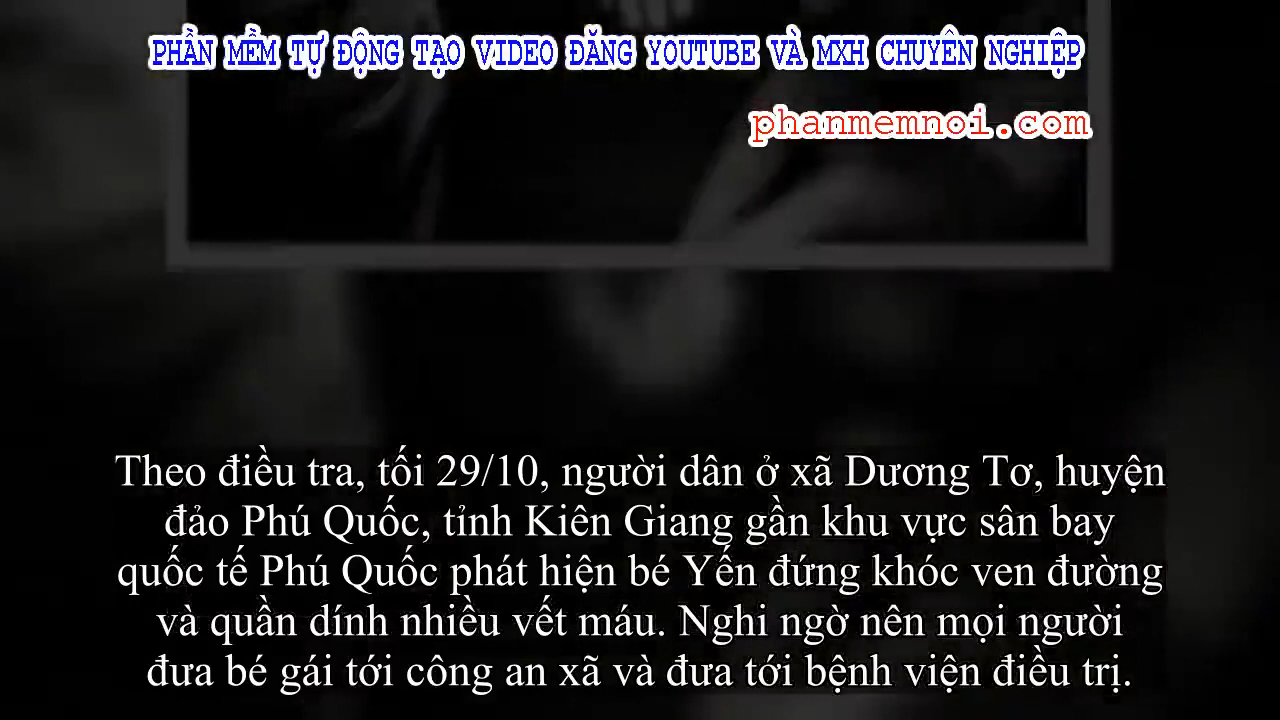 PHẦN MỀM TỰ ĐỘNG TẠO VIDEO ĐĂNG YOUTUBE VÀ MXH CHUYÊN NGHIỆP
phanmemnoi.com
Theo điều tra, tối 29/10, người dân ở xã Dương Tơ, huyện
đảo Phú Quốc, tỉnh Kiên Giang gần khu vực sân bay
quốc tế Phú Quốc phát hiện bé Yến đứng khóc ven đường
và quần dính nhiều vết máu. Nghi ngờ nên mọi người
đưa bé gái tới công an xã và đưa tới bệnh viện điều trị.